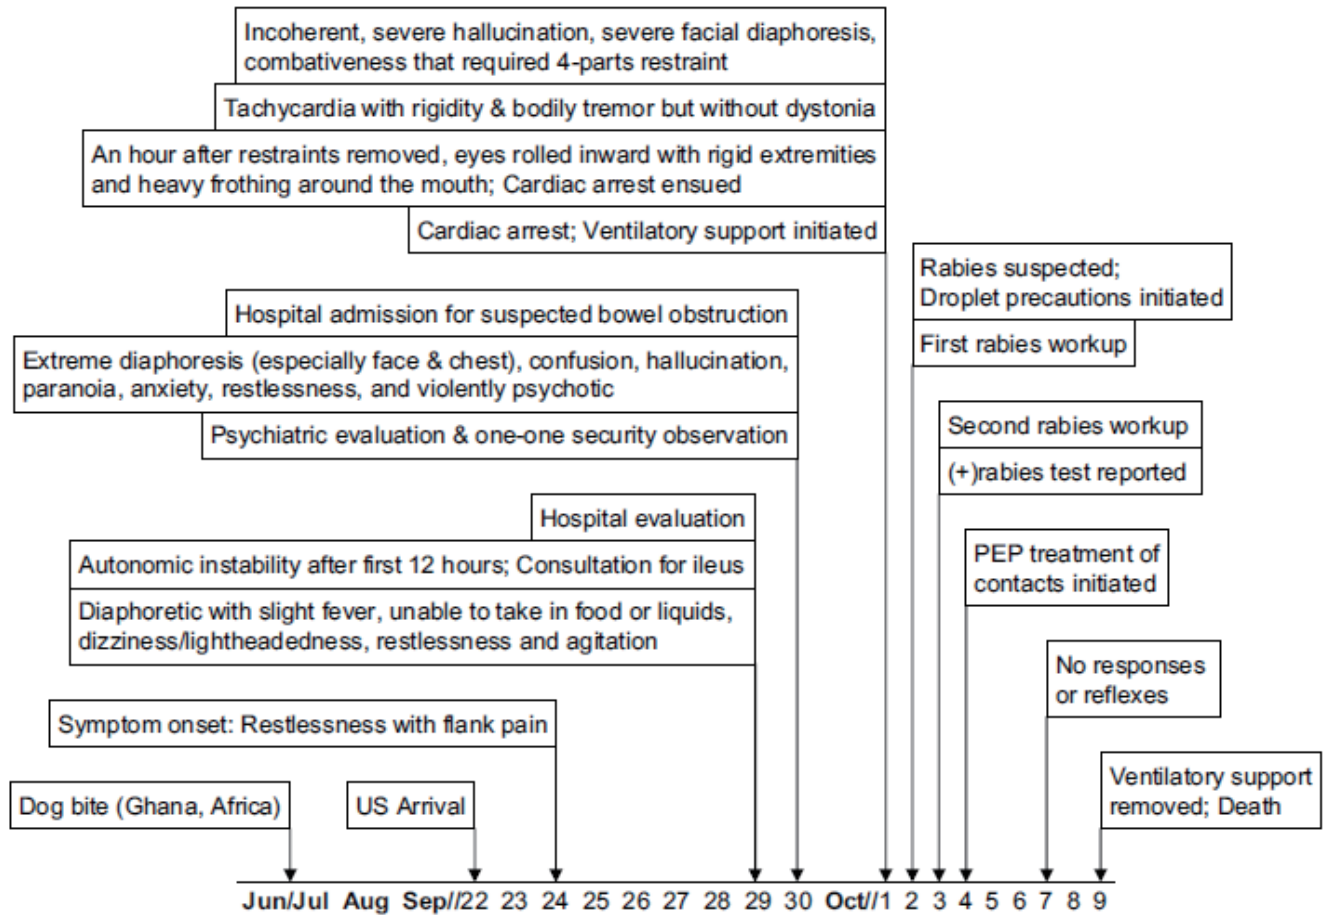 Incoherent, severe hallucination, severe facial diaphoresis,
combativeness that required 4-parts restraint
Tachycardia with rigidity & bodily tremor but without dystonia
An hour after restraints removed, eyes rolled inward with rigid extremities
and heavy frothing around the mouth; Cardiac arrest ensued
Cardiac arrest; Ventilatory support initiated
Rabies suspected;
Droplet precautions initiated
First rabies workup
Hospital admission for suspected bowel obstruction
Extreme diaphoresis (especially face & chest), confusion, hallucination,
paranoia, anxiety, restlessness, and violently psychotic
Psychiatric evaluation & one-one security observation
Second rabies workup
(+)rabies test reported
Hospital evaluation
Autonomic instability after first 12 hours; Consultation for ileus
Diaphoretic with slight fever, unable to take in food or liquids,
dizziness/lightheadedness, restlessness and agitation
PEP treatment of
contacts initiated
No responses
or reflexes
Symptom onset: Restlessness with flank pain
Dog bite (Ghana, Africa)
US Arrival
Ventilatory support
removed; Death
Jun/Jul Aug Sep//22 23 24 25 26 27 28 29 30 Oct//1 2 3 4 5 6 7 8 9